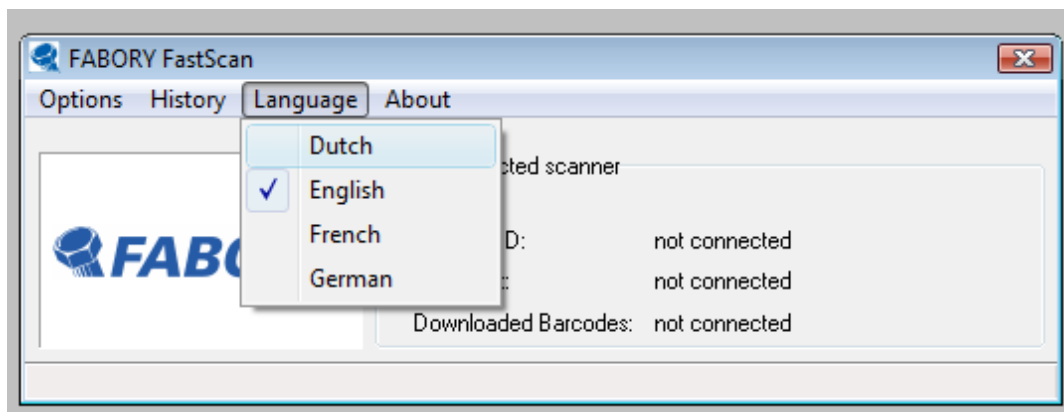 FABORY FastScan
Options History Language About
Dutch
English
French
German
cted scanner
FABO
D:
not connected
:
not connected
Downloaded Barcodes: not connected